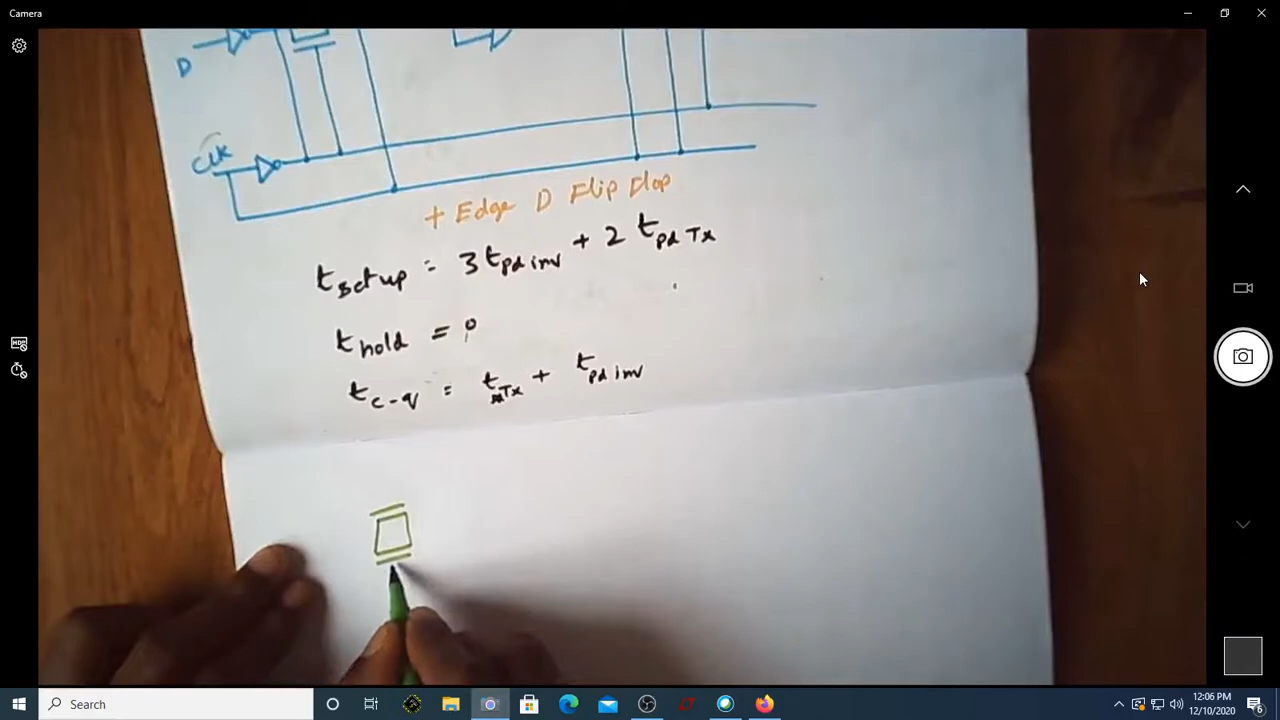 Camera
D
CLK
+ Edge D Flip Flop
tsetup = 3 tpd inv + 2 tpd Tx
thold = 0
tc-q = tTx + tpd inv
Search
12:06 PM
12/10/2020
6